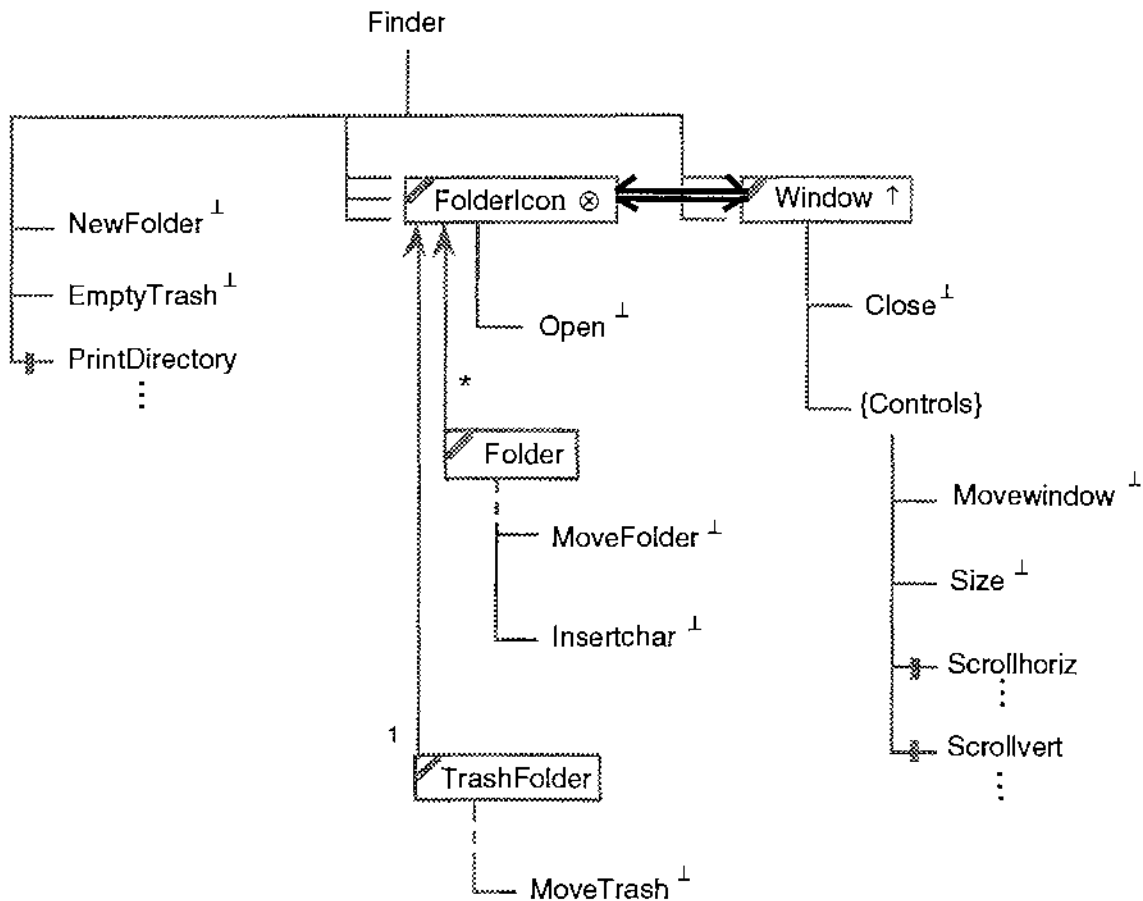 Finder
FolderIcon ⊗
Window ↑
NewFolder ⊥
EmptyTrash ⊥
PrintDirectory
⋮
Open ⊥
Close ⊥
*
{Controls}
Folder
MoveFolder ⊥
Insertchar ⊥
Movewindow ⊥
Size ⊥
Scrollhoriz
⋮
Scrollvert
⋮
1
TrashFolder
MoveTrash ⊥